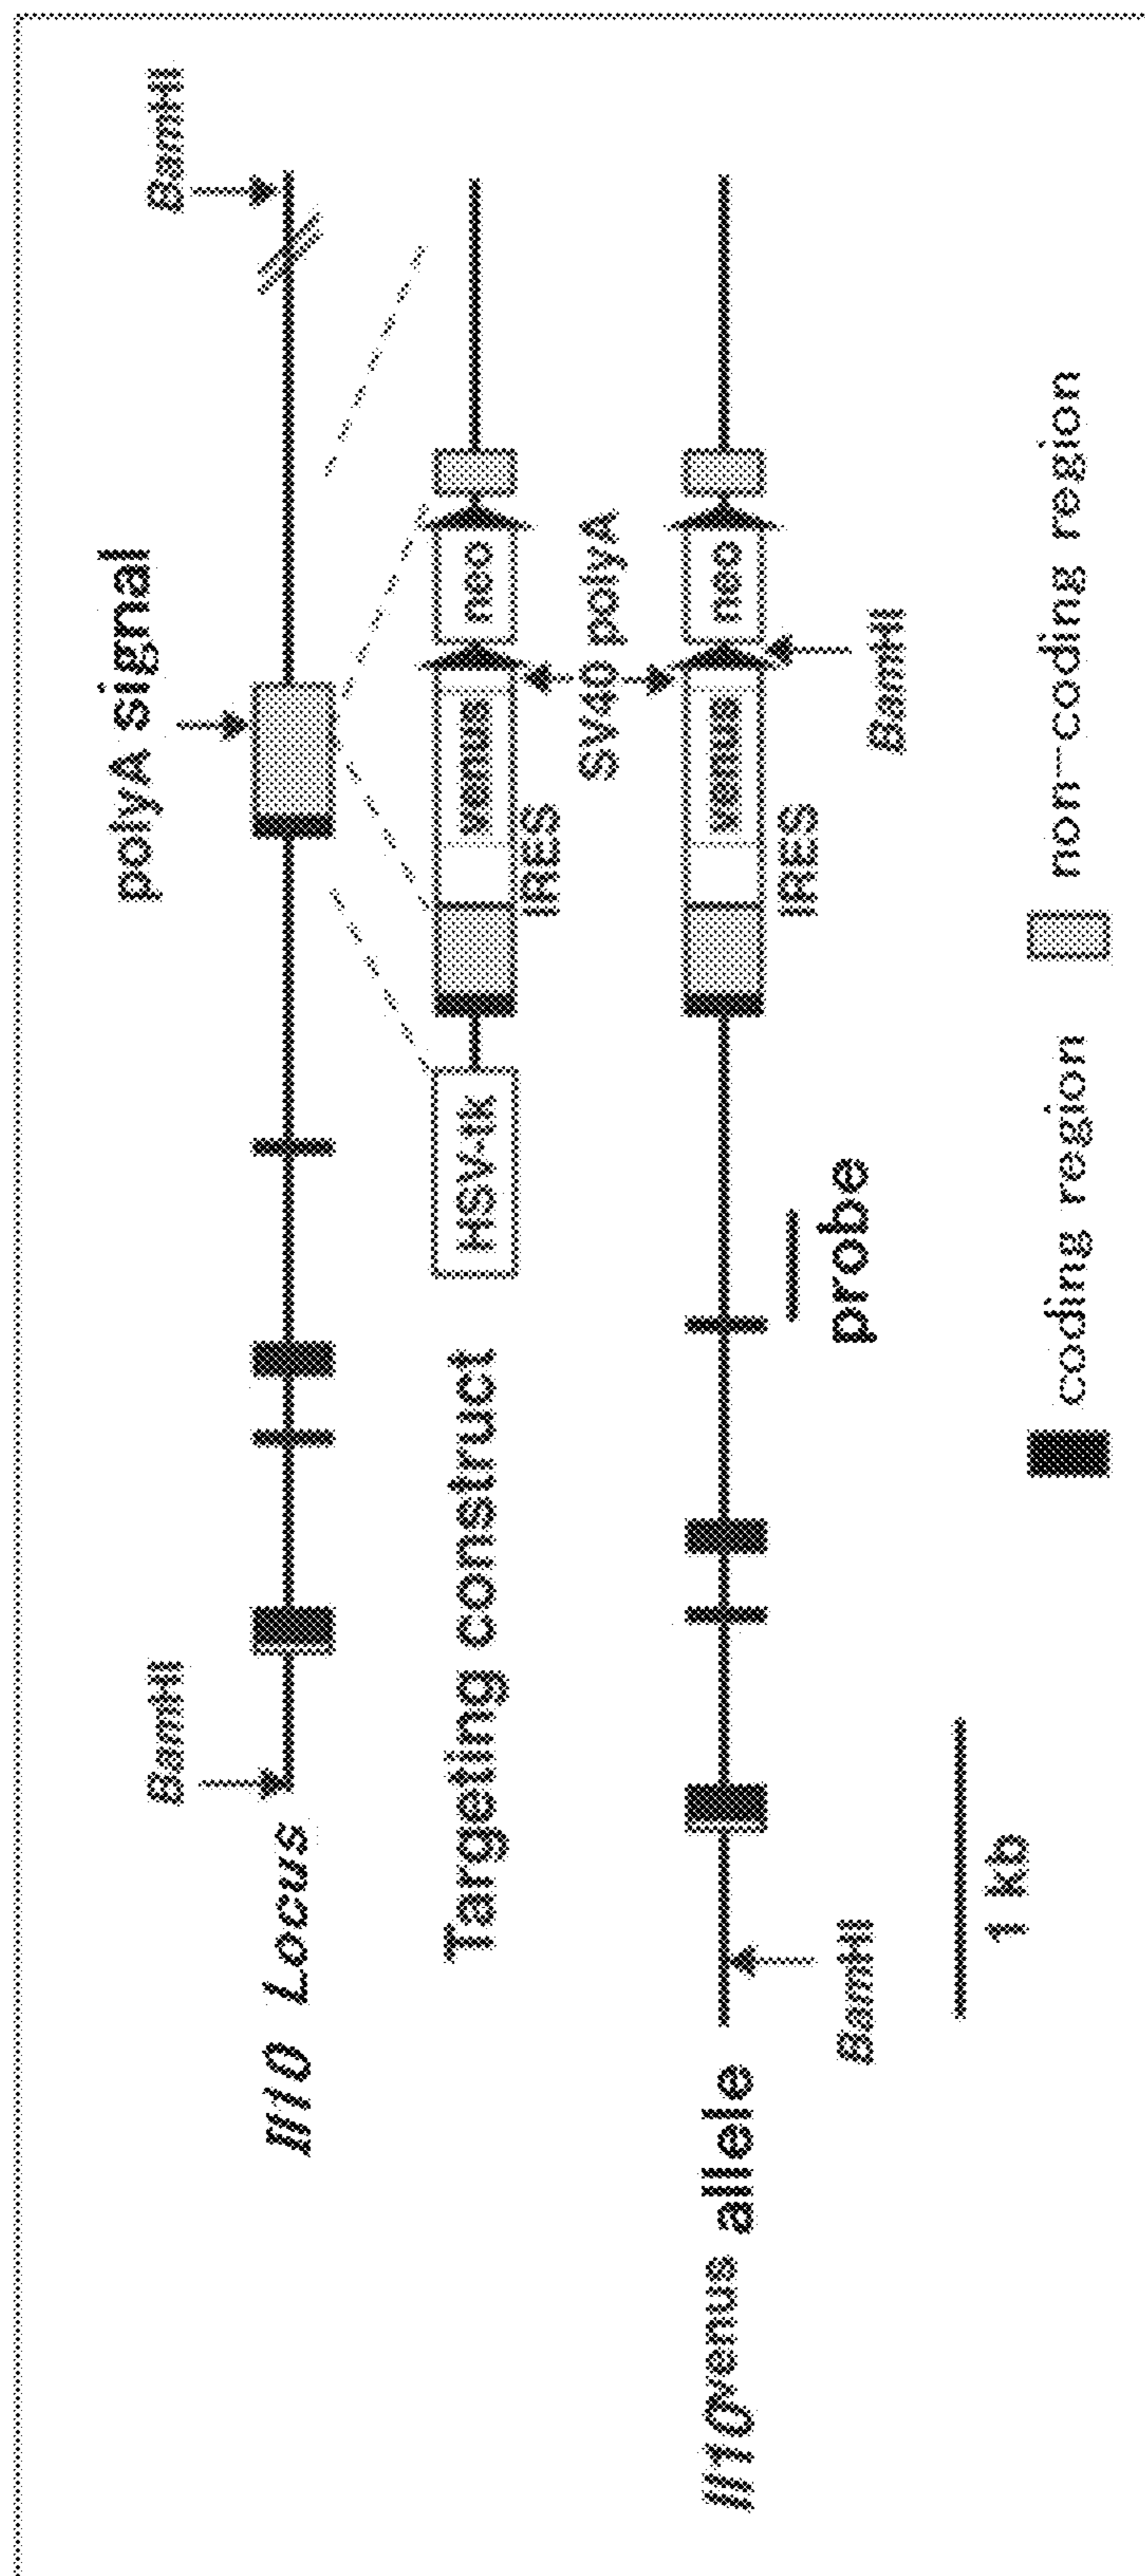 BamHI
polyA signal
BamHI
Il10 Locus
Targeting construct
HSV-tk
venus
neo
IRES
SV40 polyA
Il10venus allele
venus
neo
IRES
BamHI
probe
BamHI
1 kb
coding region
non-coding region